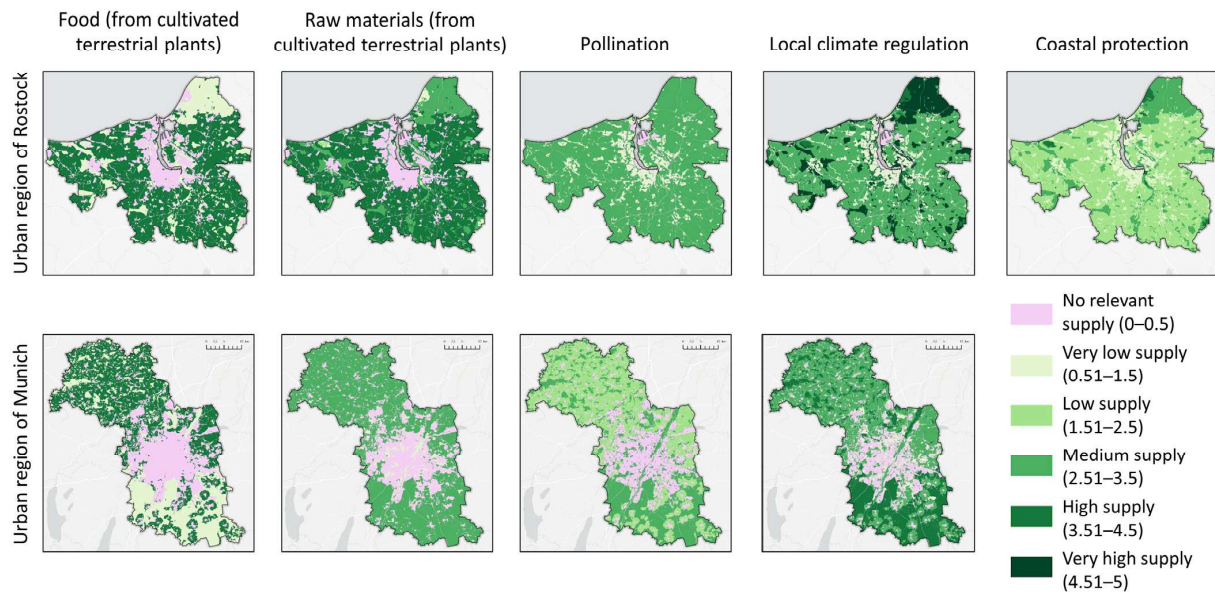 Food (from cultivated
terrestrial plants)
Raw materials (from
cultivated terrestrial plants)
Pollination
Local climate regulation
Coastal protection
Urban region of Rostock
Urban region of Munich
No relevant
supply (0–0.5)
Very low supply
(0.51–1.5)
Low supply
(1.51–2.5)
Medium supply
(2.51–3.5)
High supply
(3.51–4.5)
Very high supply
(4.51–5)